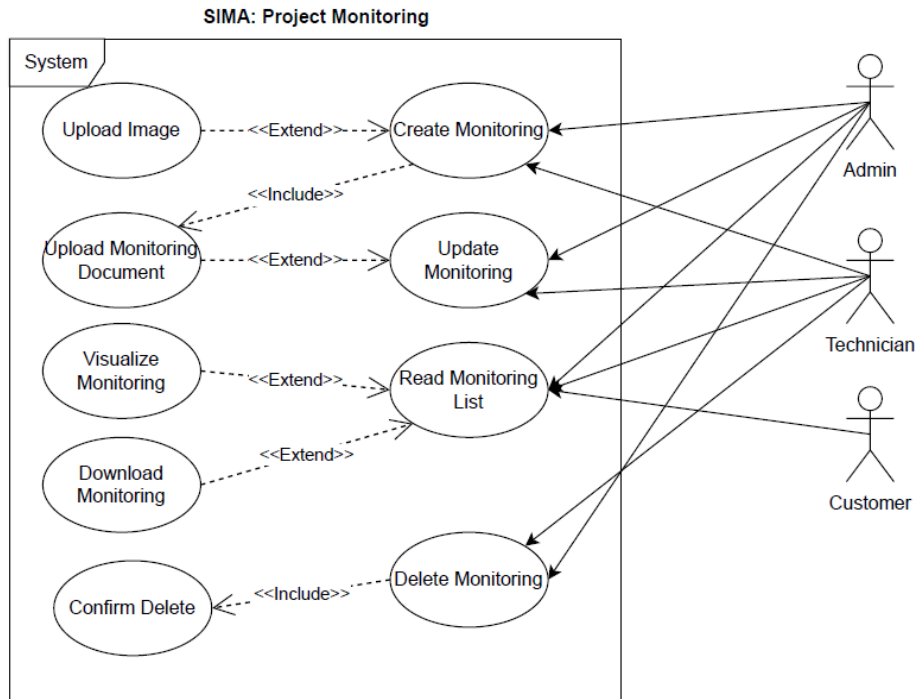 SIMA: Project Monitoring
System
Upload Image
<<Extend>>
Create Monitoring
Admin
<<Include>>
Upload Monitoring
Document
<<Extend>>
Update
Monitoring
Technician
Visualize
Monitoring
<<Extend>>
Read Monitoring
List
Download
Monitoring
<<Extend>>
Customer
Confirm Delete
<<Include>>
Delete Monitoring